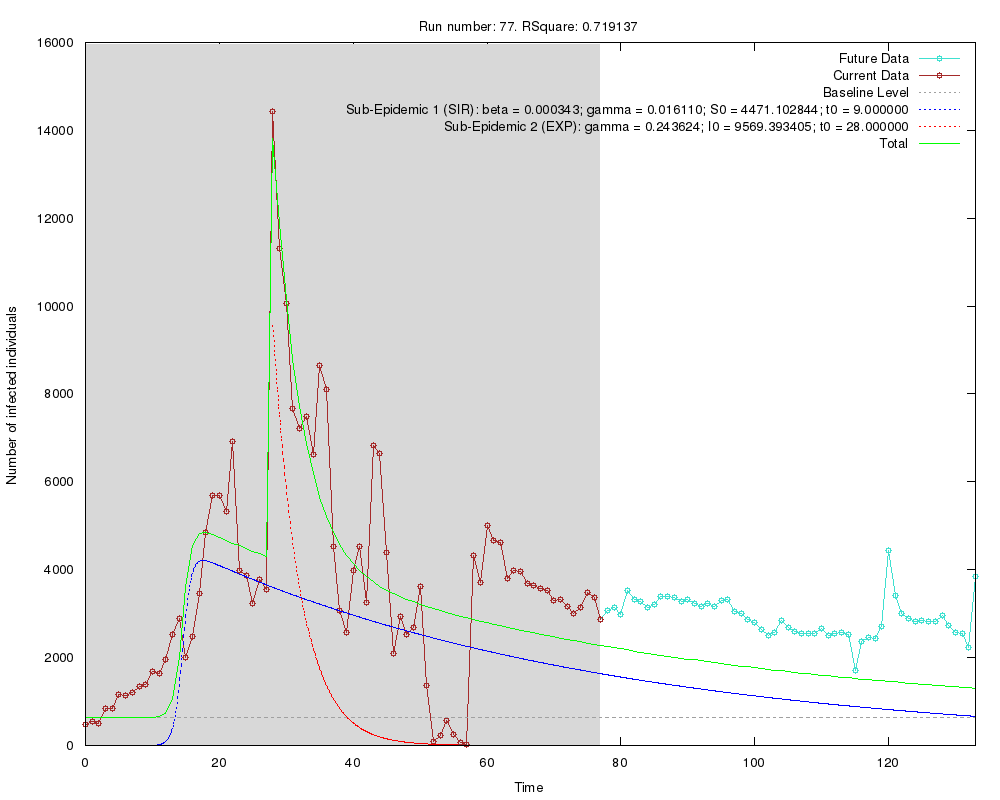 Run number: 77. RSquare: 0.719137
16000
14000
12000
10000
8000
6000
4000
2000
0
Number of infected individuals
Future Data
Current Data
Baseline Level
Sub-Epidemic 1 (SIR): beta = 0.000343; gamma = 0.016110; S0 = 4471.102844; t0 = 9.000000
Sub-Epidemic 2 (EXP): gamma = 0.243624; I0 = 9569.393405; t0 = 28.000000
Total
0 20 40 60 80 100 120
Time